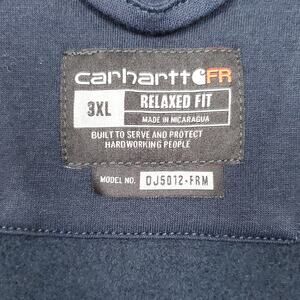 carhartt FR
3XL
RELAXED FIT
MADE IN NICARAGUA
BUILT TO SERVE AND PROTECT
HARDWORKING PEOPLE
MODEL NO. OJ5012-FRM